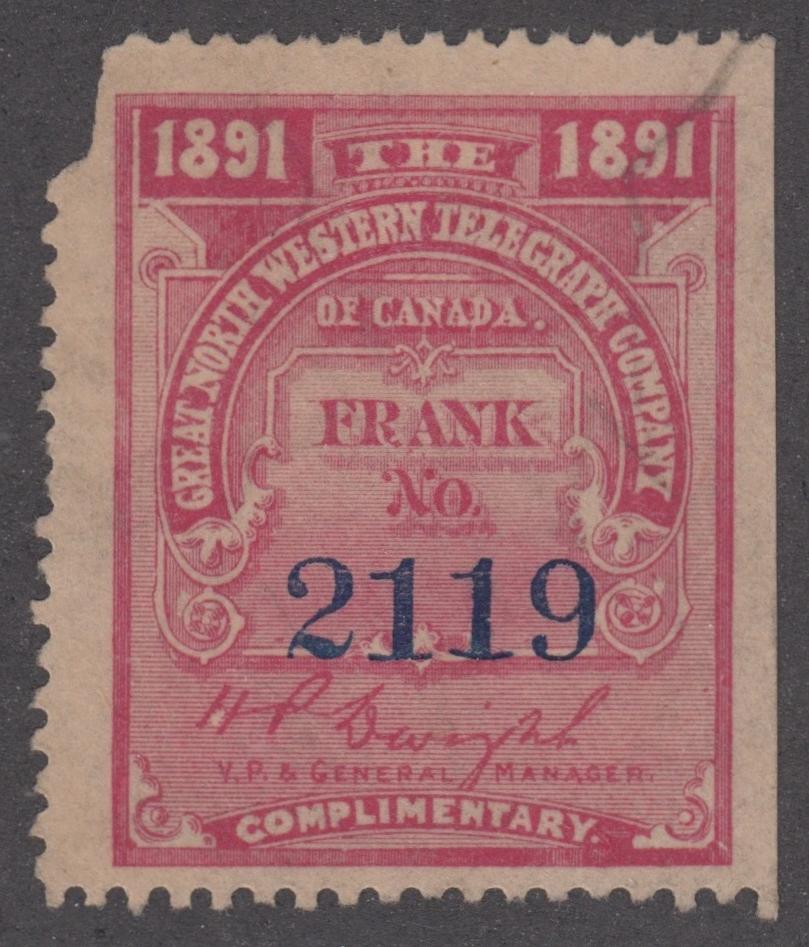 1891 THE 1891
GREAT NORTH WESTERN TELEGRAPH COMPANY
OF CANADA.
FRANK
No.
2119
H P Dwight
V.P. & GENERAL MANAGER.
COMPLIMENTARY.